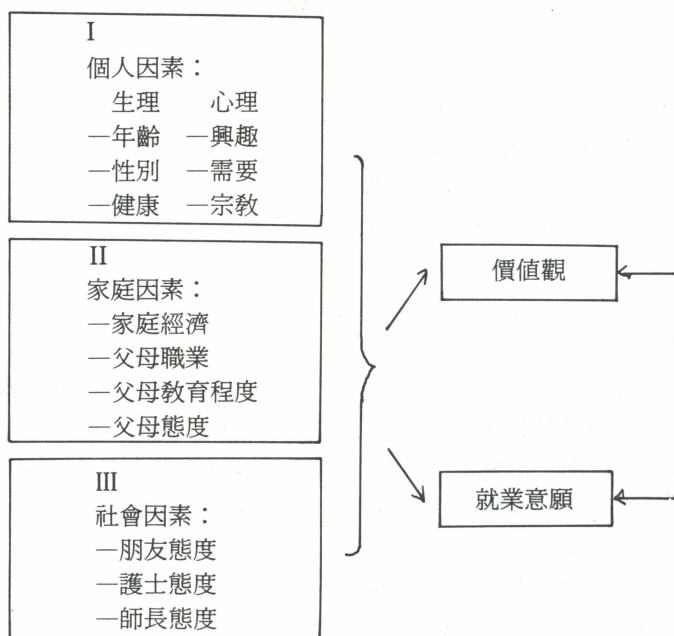 I
個人因素：
生理　心理
—年齡　—興趣
—性別　—需要
—健康　—宗教
II
家庭因素：
—家庭經濟
—父母職業
—父母教育程度
—父母態度
III
社會因素：
—朋友態度
—護士態度
—師長態度
價值觀
就業意願